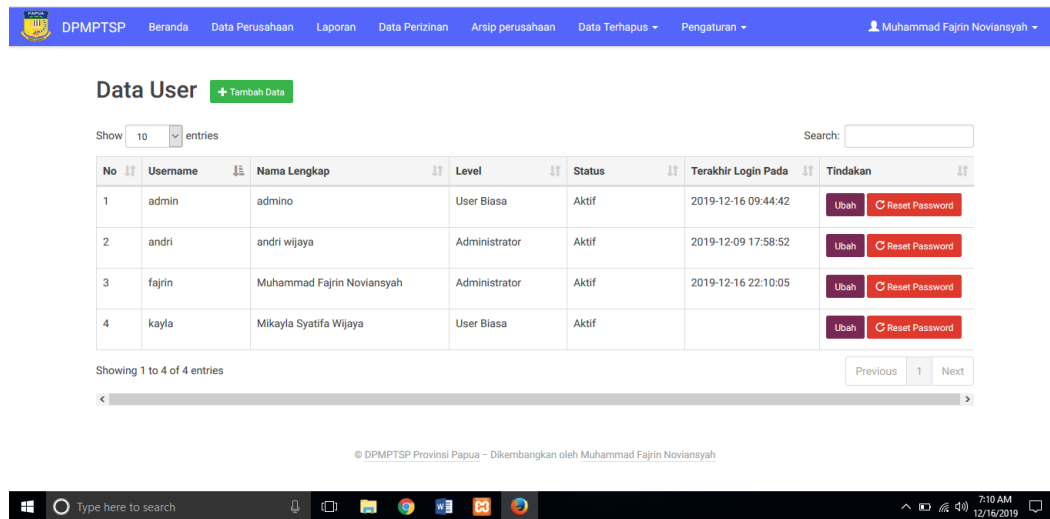 PAPUA
DPMPTSP Beranda Data Perusahaan Laporan Data Perizinan Arsip perusahaan Data Terhapus Pengaturan Muhammad Fajrin Noviansyah
Data User + Tambah Data
Show 10 entries Search:
No Username Nama Lengkap Level Status Terakhir Login Pada Tindakan
1 admin admino User Biasa Aktif 2019-12-16 09:44:42 Ubah Reset Password
2 andri andri wijaya Administrator Aktif 2019-12-09 17:58:52 Ubah Reset Password
3 fajrin Muhammad Fajrin Noviansyah Administrator Aktif 2019-12-16 22:10:05 Ubah Reset Password
4 kayla Mikayla Syatifa Wijaya User Biasa Aktif Ubah Reset Password
Showing 1 to 4 of 4 entries Previous 1 Next
© DPMPTSP Provinsi Papua – Dikembangkan oleh Muhammad Fajrin Noviansyah
Type here to search 7:10 AM
12/16/2019